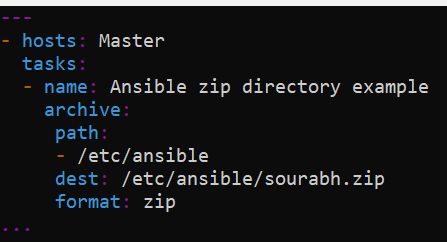 ---
- hosts: Master
  tasks:
  - name: Ansible zip directory example
    archive:
     path:
     - /etc/ansible
     dest: /etc/ansible/sourabh.zip
     format: zip
...